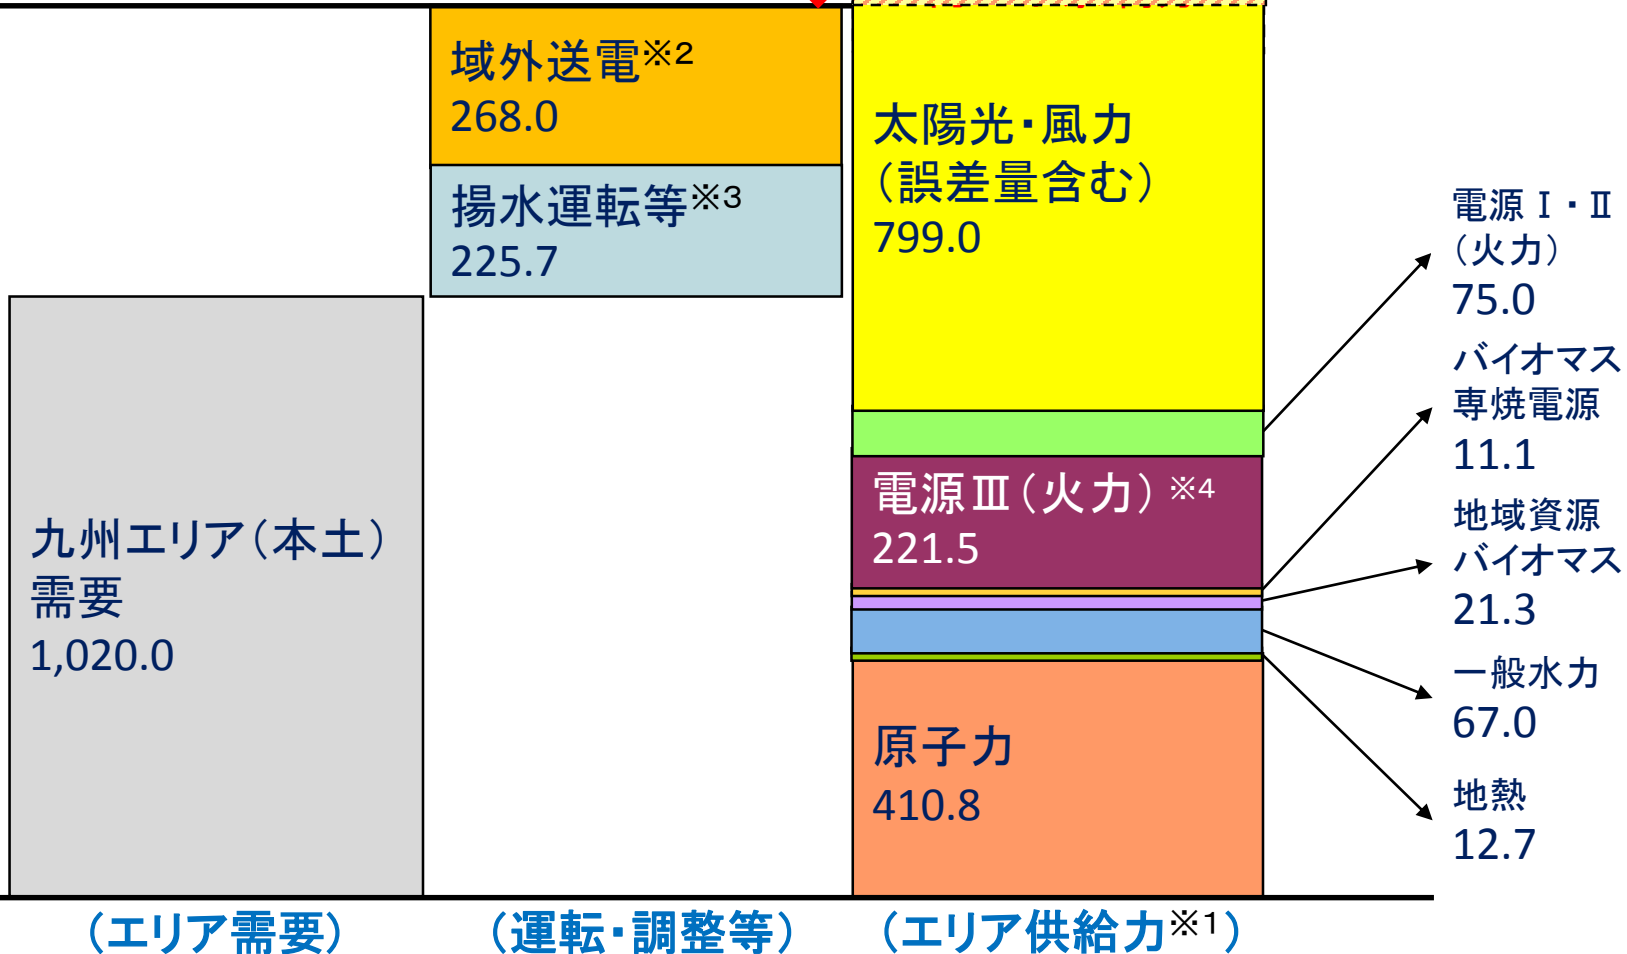 域外送電※2
268.0
揚水運転等※3
225.7
九州エリア（本土）
需要
1,020.0
太陽光・風力
（誤差量含む）
799.0
電源Ⅲ（火力）※4
221.5
原子力
410.8
電源Ⅰ・Ⅱ
（火力）
75.0
バイオマス
専焼電源
11.1
地域資源
バイオマス
21.3
一般水力
67.0
地熱
12.7
（エリア需要）
（運転・調整等）
（エリア供給力※1）